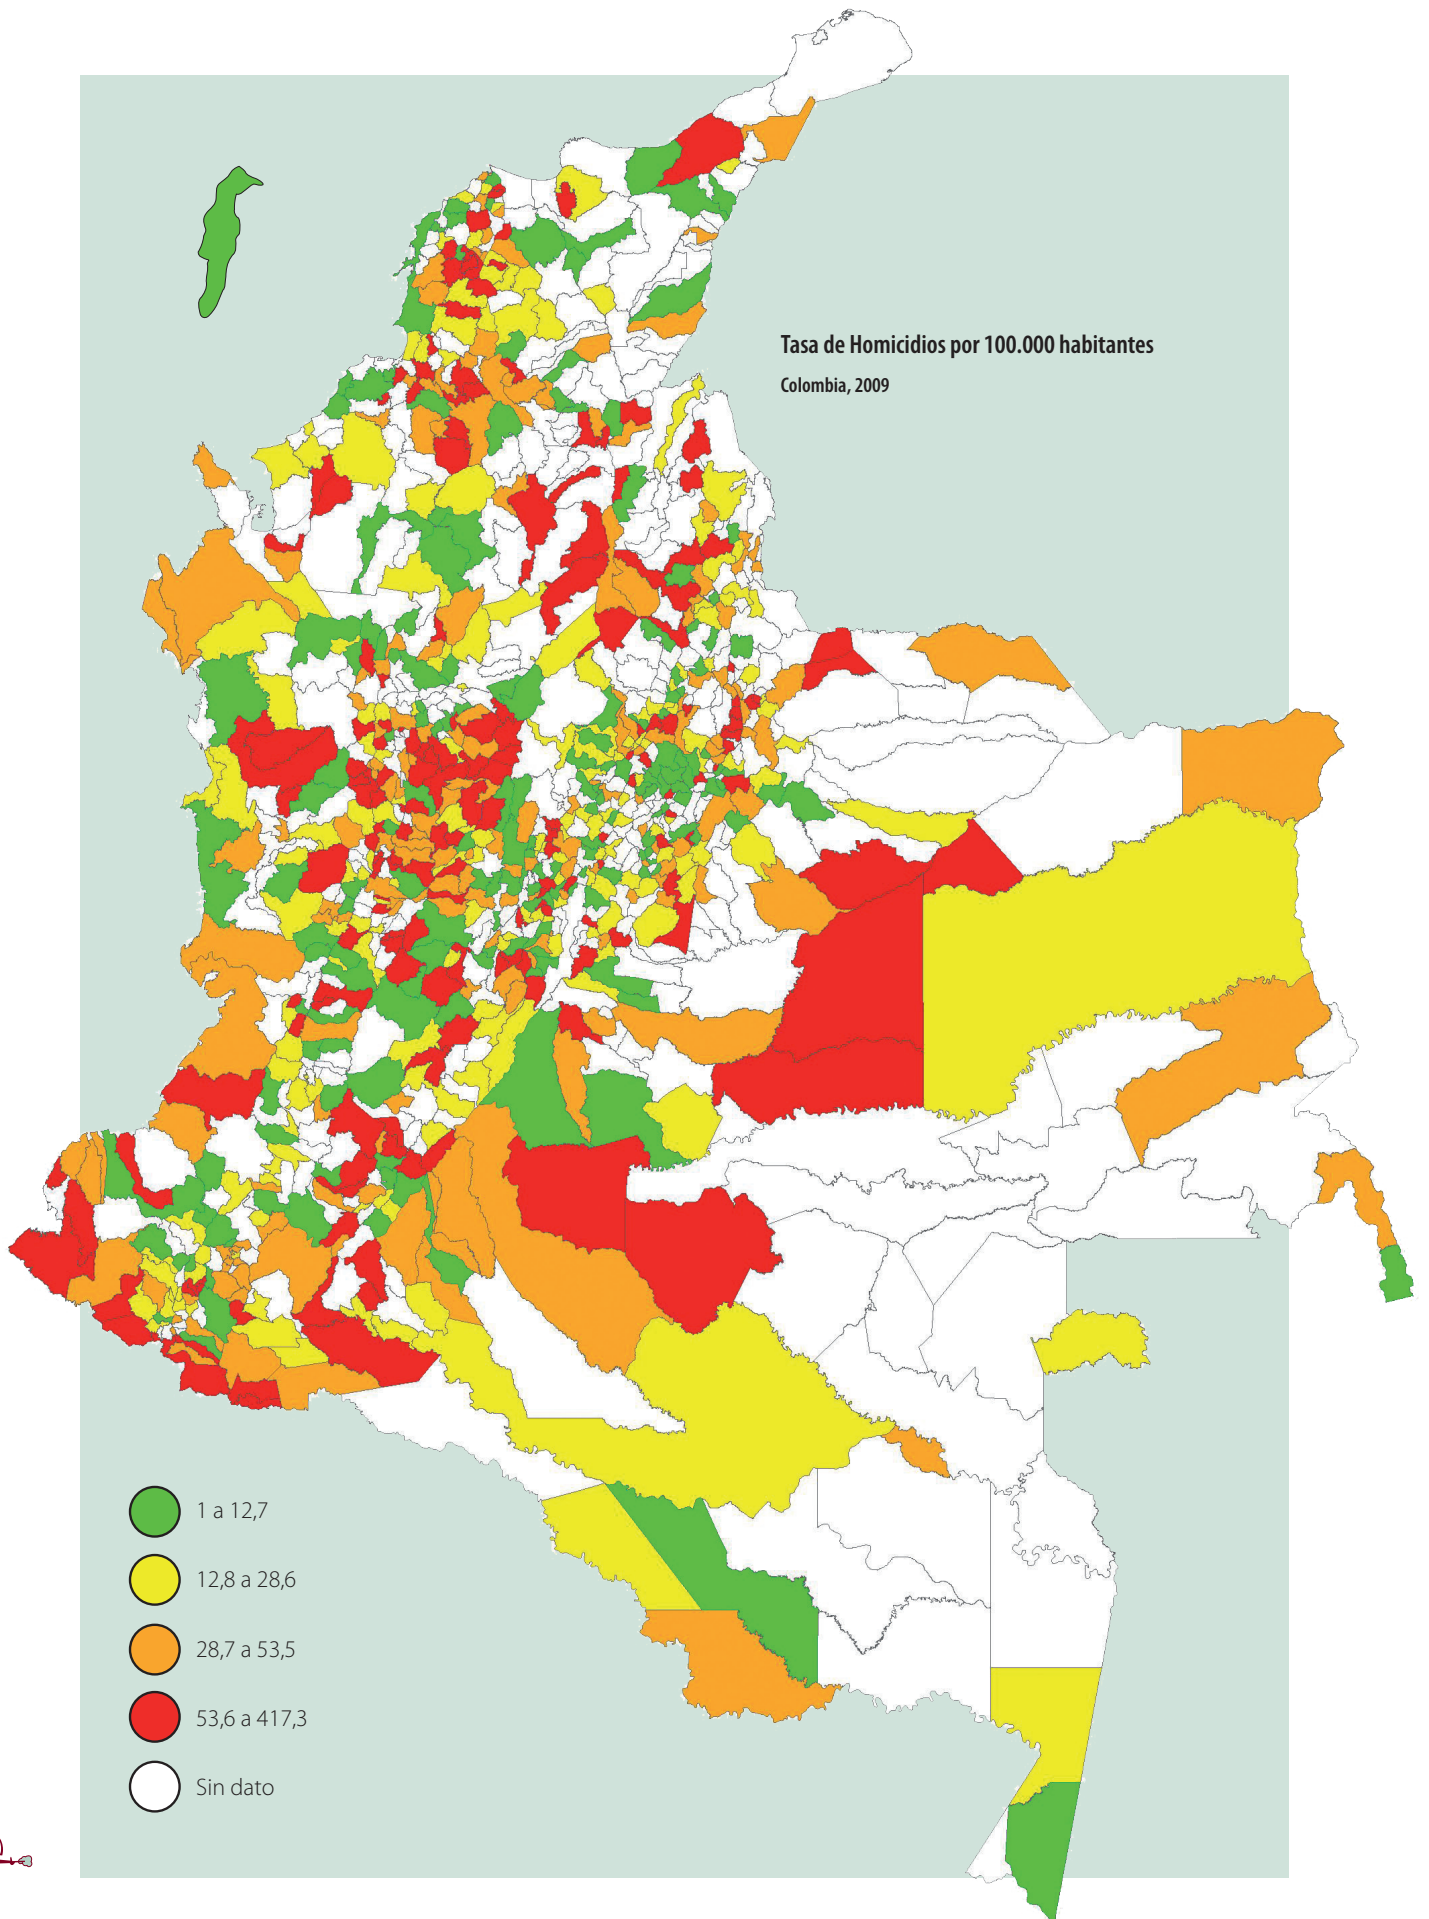 Tasa de Homicidios por 100.000 habitantes
Colombia, 2009
1 a 12,7
12,8 a 28,6
28,7 a 53,5
53,6 a 417,3
Sin dato